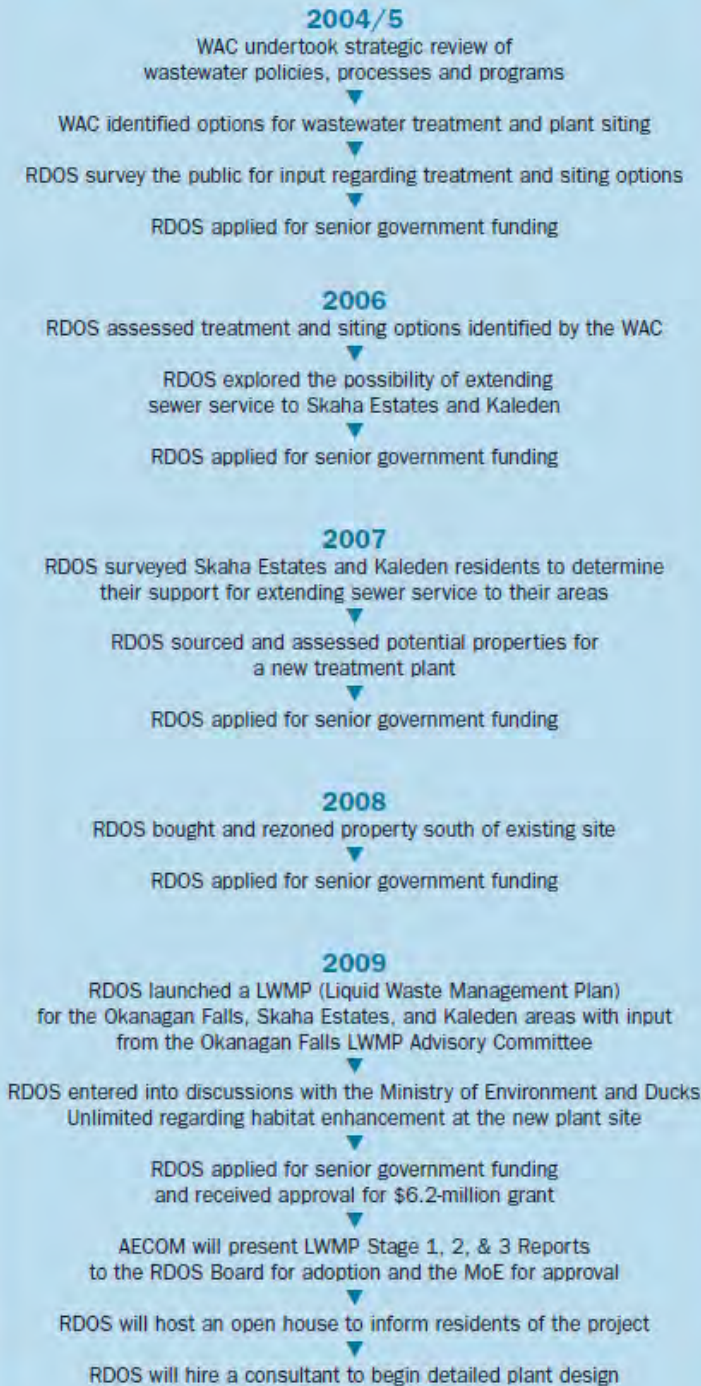 2004/5
WAC undertook strategic review of
wastewater policies, processes and programs
WAC identified options for wastewater treatment and plant siting
RDOS survey the public for input regarding treatment and siting options
RDOS applied for senior government funding
2006
RDOS assessed treatment and siting options identified by the WAC
RDOS explored the possibility of extending
sewer service to Skaha Estates and Kaleden
RDOS applied for senior government funding
2007
RDOS surveyed Skaha Estates and Kaleden residents to determine
their support for extending sewer service to their areas
RDOS sourced and assessed potential properties for
a new treatment plant
RDOS applied for senior government funding
2008
RDOS bought and rezoned property south of existing site
RDOS applied for senior government funding
2009
RDOS launched a LWMP (Liquid Waste Management Plan)
for the Okanagan Falls, Skaha Estates, and Kaleden areas with input
from the Okanagan Falls LWMP Advisory Committee
RDOS entered into discussions with the Ministry of Environment and Ducks
Unlimited regarding habitat enhancement at the new plant site
RDOS applied for senior government funding
and received approval for $6.2-million grant
AECOM will present LWMP Stage 1, 2, & 3 Reports
to the RDOS Board for adoption and the MoE for approval
RDOS will host an open house to inform residents of the project
RDOS will hire a consultant to begin detailed plant design